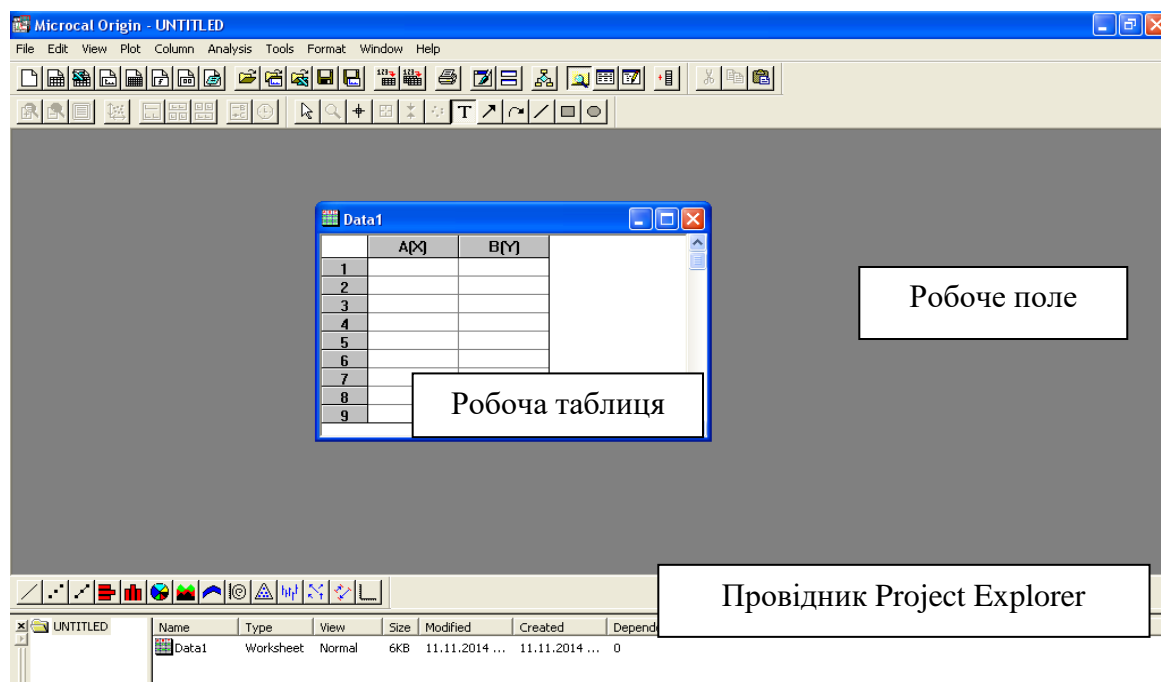 Microcal Origin - UNTITLED
File Edit View Plot Column Analysis Tools Format Window Help
T
Data1
A(X) B(Y)
1
2
3
4
5
6
7
8
9
Робоче поле
Робоча таблиця
Провідник Project Explorer
UNTITLED
Name Type View Size Modified Created Depend
Data1 Worksheet Normal 6KB 11.11.2014 ... 11.11.2014 ... 0